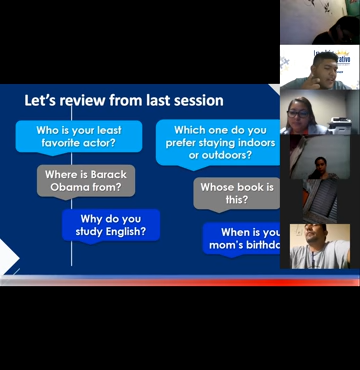 Let's review from last session
Who is your least
favorite actor?
Which one do you
prefer staying indoors
or outdoors?
Where is Barack
Obama from?
Whose book is
this?
Why do you
study English?
When is you
mom's birthda